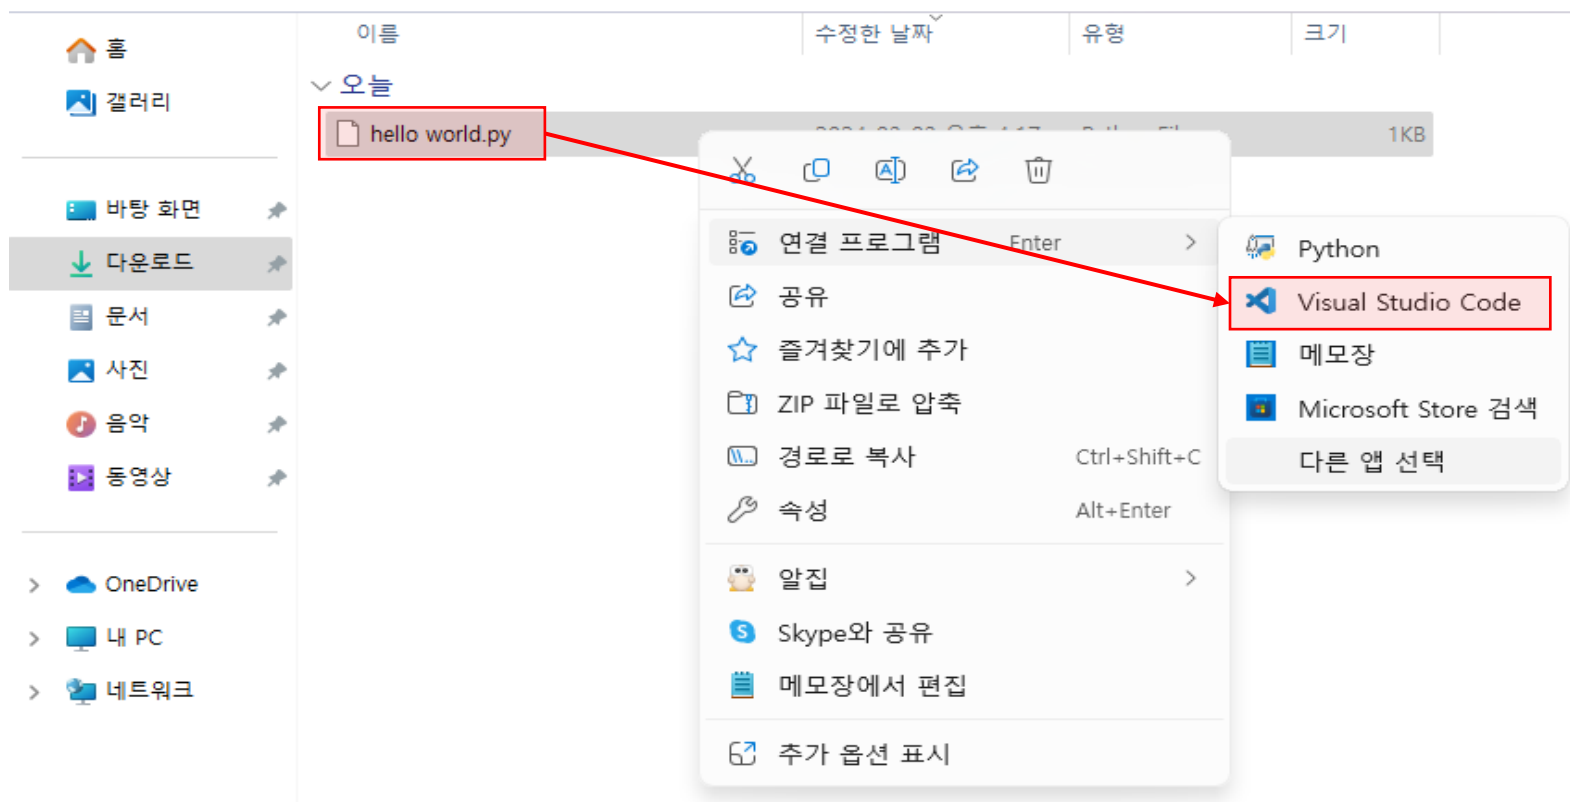 이름 수정한 날짜 유형 크기
홈
갤러리
바탕 화면
다운로드
문서
사진
음악
동영상
OneDrive
내 PC
네트워크
오늘
hello world.py 1KB
연결 프로그램 Enter
공유
즐겨찾기에 추가
ZIP 파일로 압축
경로로 복사 Ctrl+Shift+C
속성 Alt+Enter
알집
Skype와 공유
메모장에서 편집
추가 옵션 표시
Python
Visual Studio Code
메모장
Microsoft Store 검색
다른 앱 선택